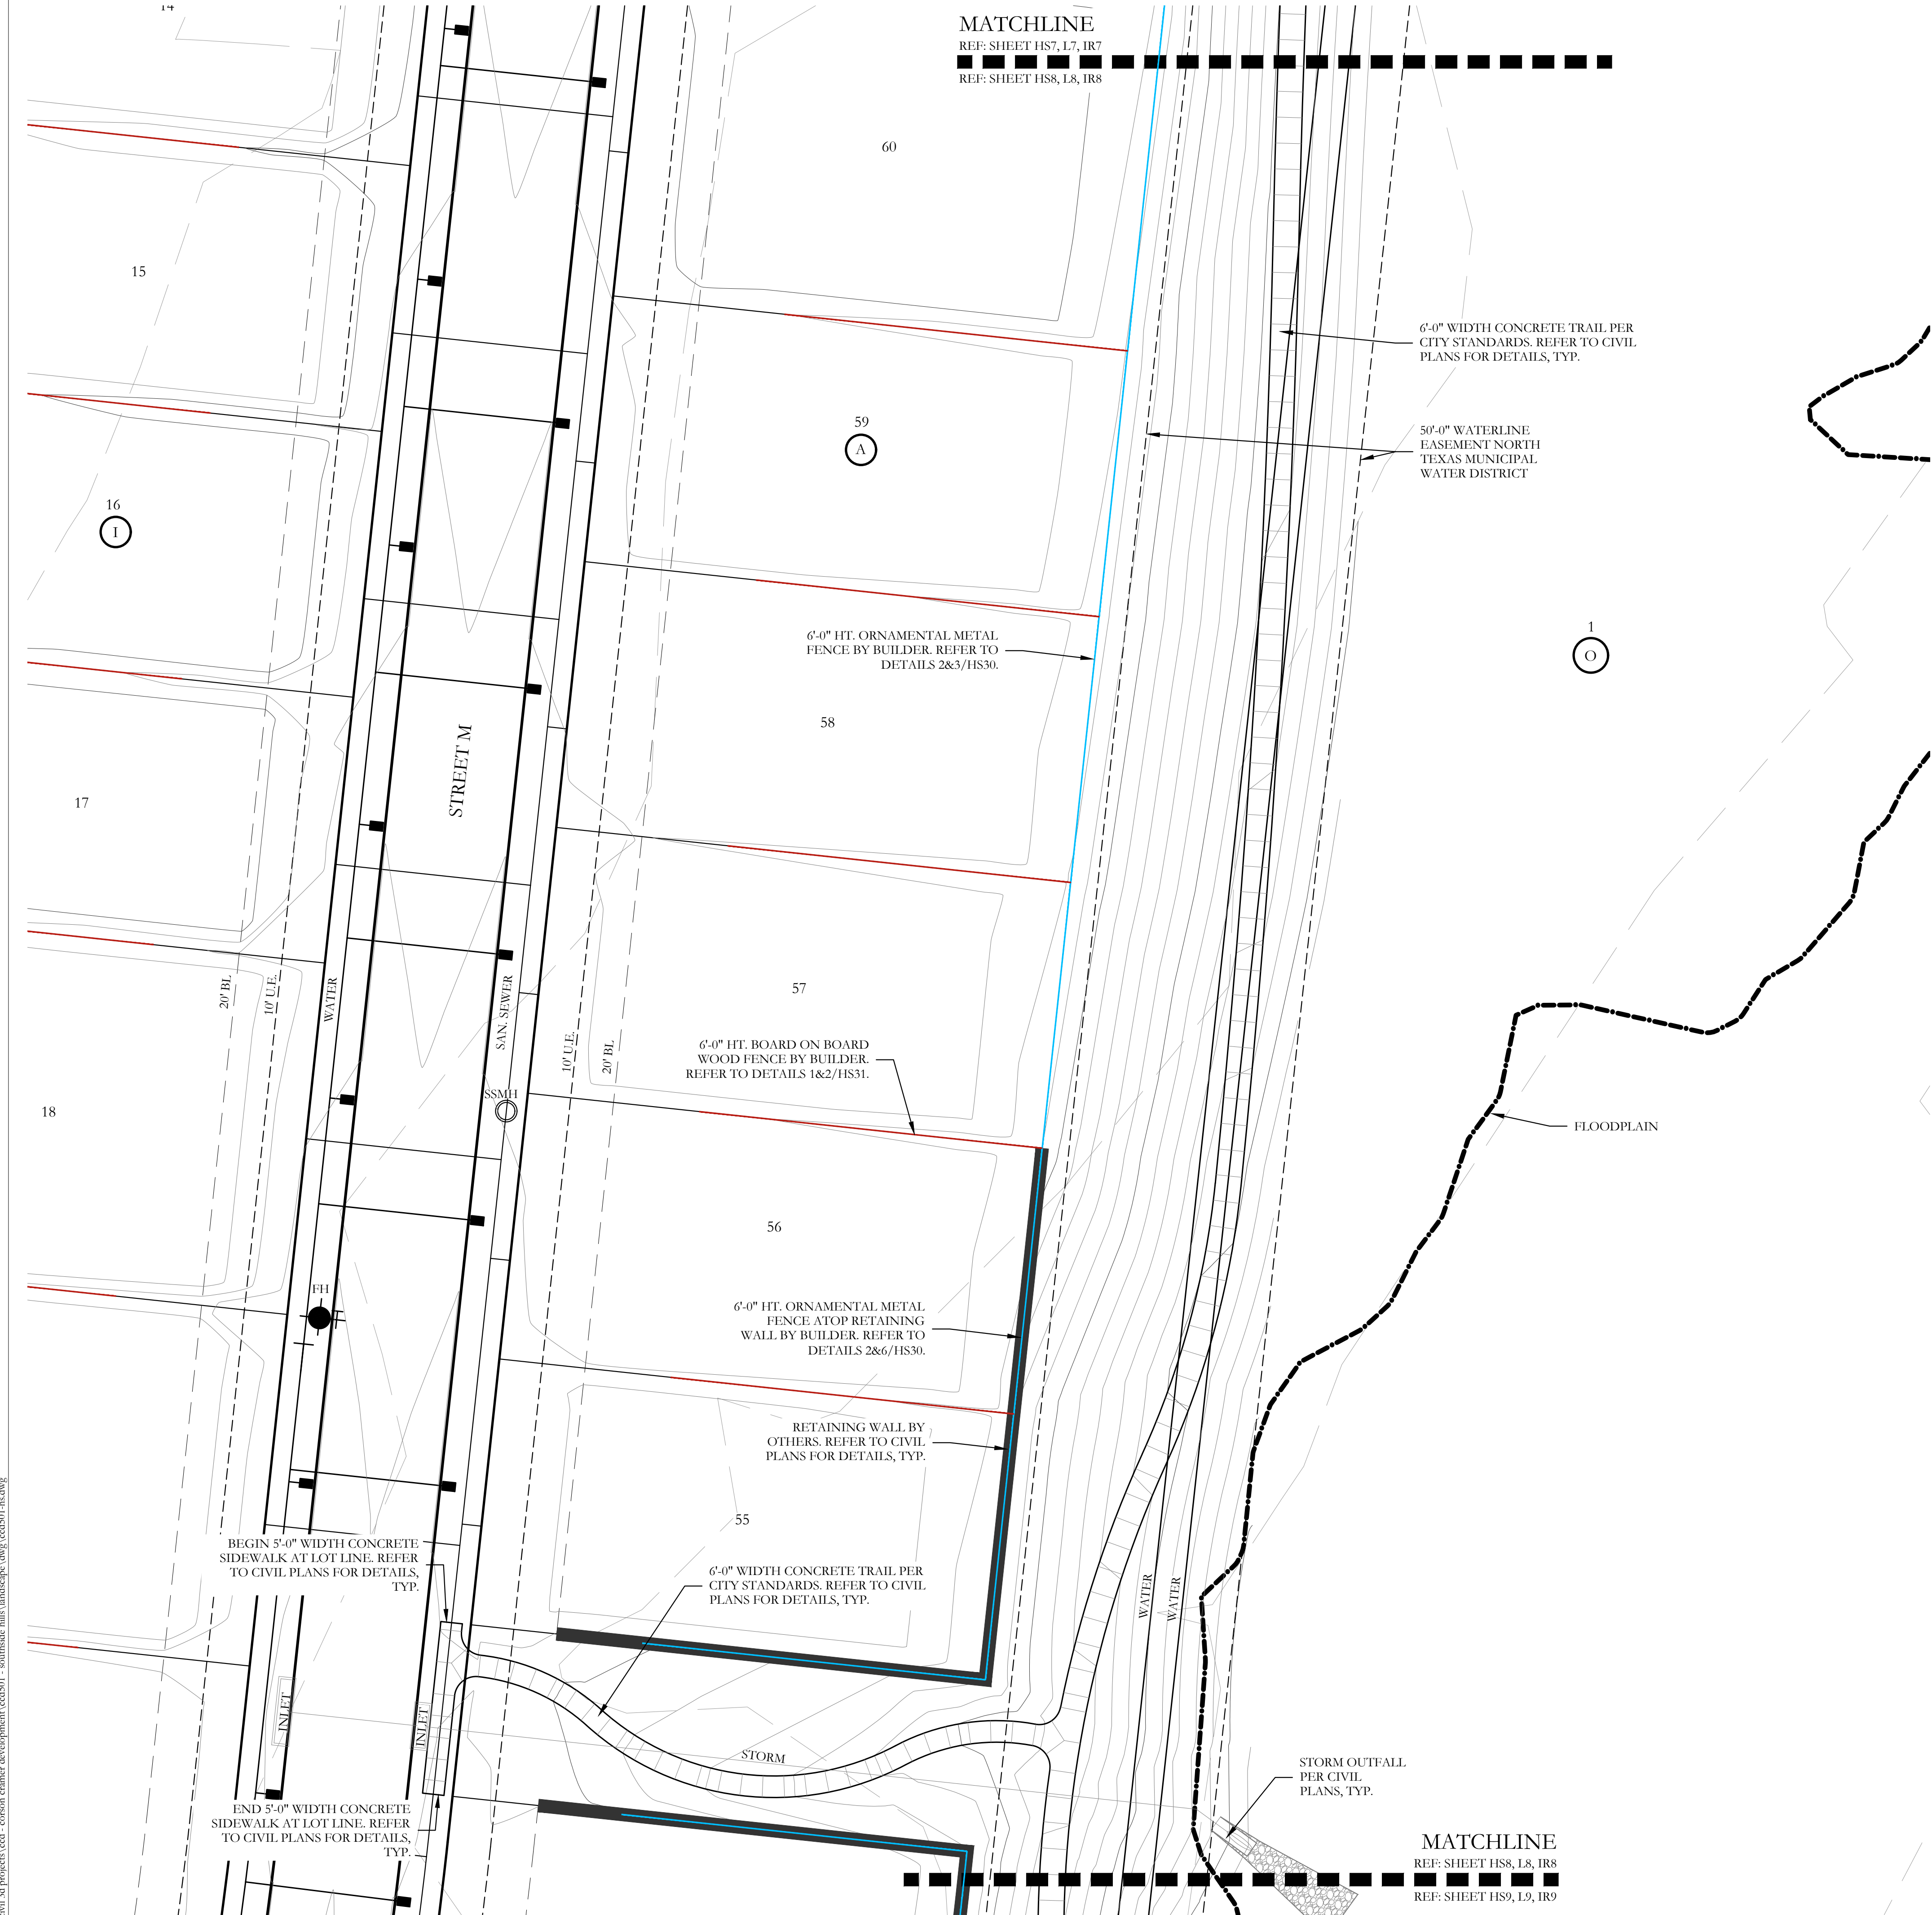 14
MATCHLINE
REF: SHEET HS7, L7, IR7
REF: SHEET HS8, L8, IR8
60
15
6'-0" WIDTH CONCRETE TRAIL PER
CITY STANDARDS. REFER TO CIVIL
PLANS FOR DETAILS, TYP.
59
A
50'-0" WATERLINE
EASEMENT NORTH
TEXAS MUNICIPAL
WATER DISTRICT
16
I
6'-0" HT. ORNAMENTAL METAL
FENCE BY BUILDER. REFER TO
DETAILS 2&3/HS30.
1
O
58
STREET M
17
20' BL
10' U.E.
WATER
SAN. SEWER
57
10' U.E.
20' BL
6'-0" HT. BOARD ON BOARD
WOOD FENCE BY BUILDER.
REFER TO DETAILS 1&2/HS31.
SSMH
18
FLOODPLAIN
56
FH
6'-0" HT. ORNAMENTAL METAL
FENCE ATOP RETAINING
WALL BY BUILDER. REFER TO
DETAILS 2&6/HS30.
RETAINING WALL BY
OTHERS. REFER TO CIVIL
PLANS FOR DETAILS, TYP.
55
BEGIN 5'-0" WIDTH CONCRETE
SIDEWALK AT LOT LINE. REFER
TO CIVIL PLANS FOR DETAILS,
TYP.
6'-0" WIDTH CONCRETE TRAIL PER
CITY STANDARDS. REFER TO CIVIL
PLANS FOR DETAILS, TYP.
WATER
WATER
INLET
INLET
STORM
STORM OUTFALL
PER CIVIL
PLANS, TYP.
END 5'-0" WIDTH CONCRETE
SIDEWALK AT LOT LINE. REFER
TO CIVIL PLANS FOR DETAILS,
TYP.
MATCHLINE
REF: SHEET HS8, L8, IR8
REF: SHEET HS9, L9, IR9